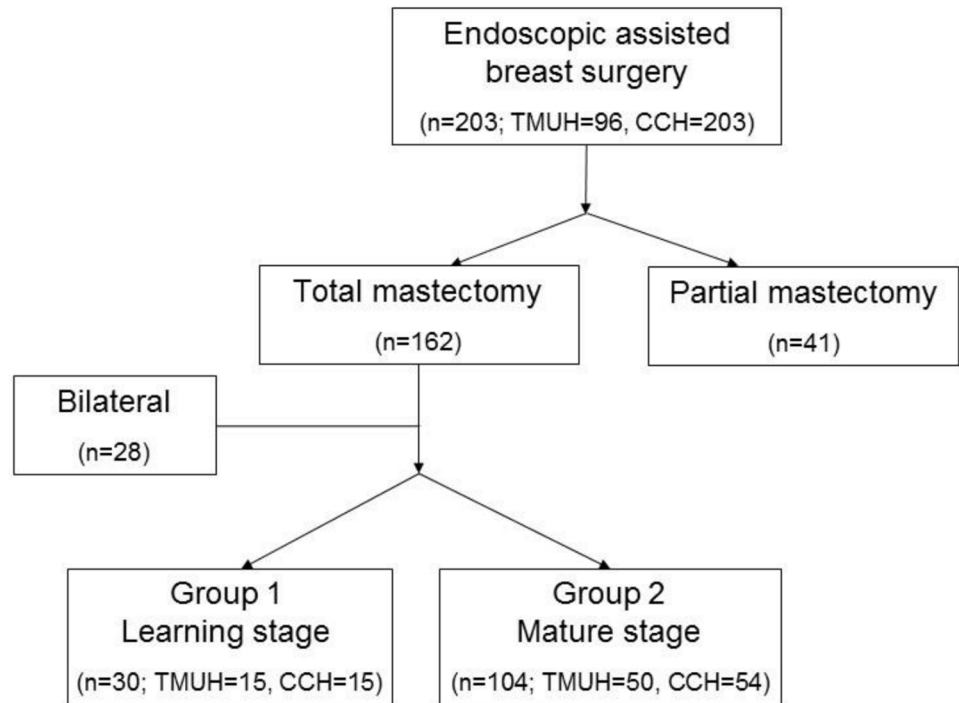 Endoscopic assisted
breast surgery
(n=203; TMUH=96, CCH=203)
Total mastectomy
(n=162)
Partial mastectomy
(n=41)
Bilateral
(n=28)
Group 1
Learning stage
(n=30; TMUH=15, CCH=15)
Group 2
Mature stage
(n=104; TMUH=50, CCH=54)